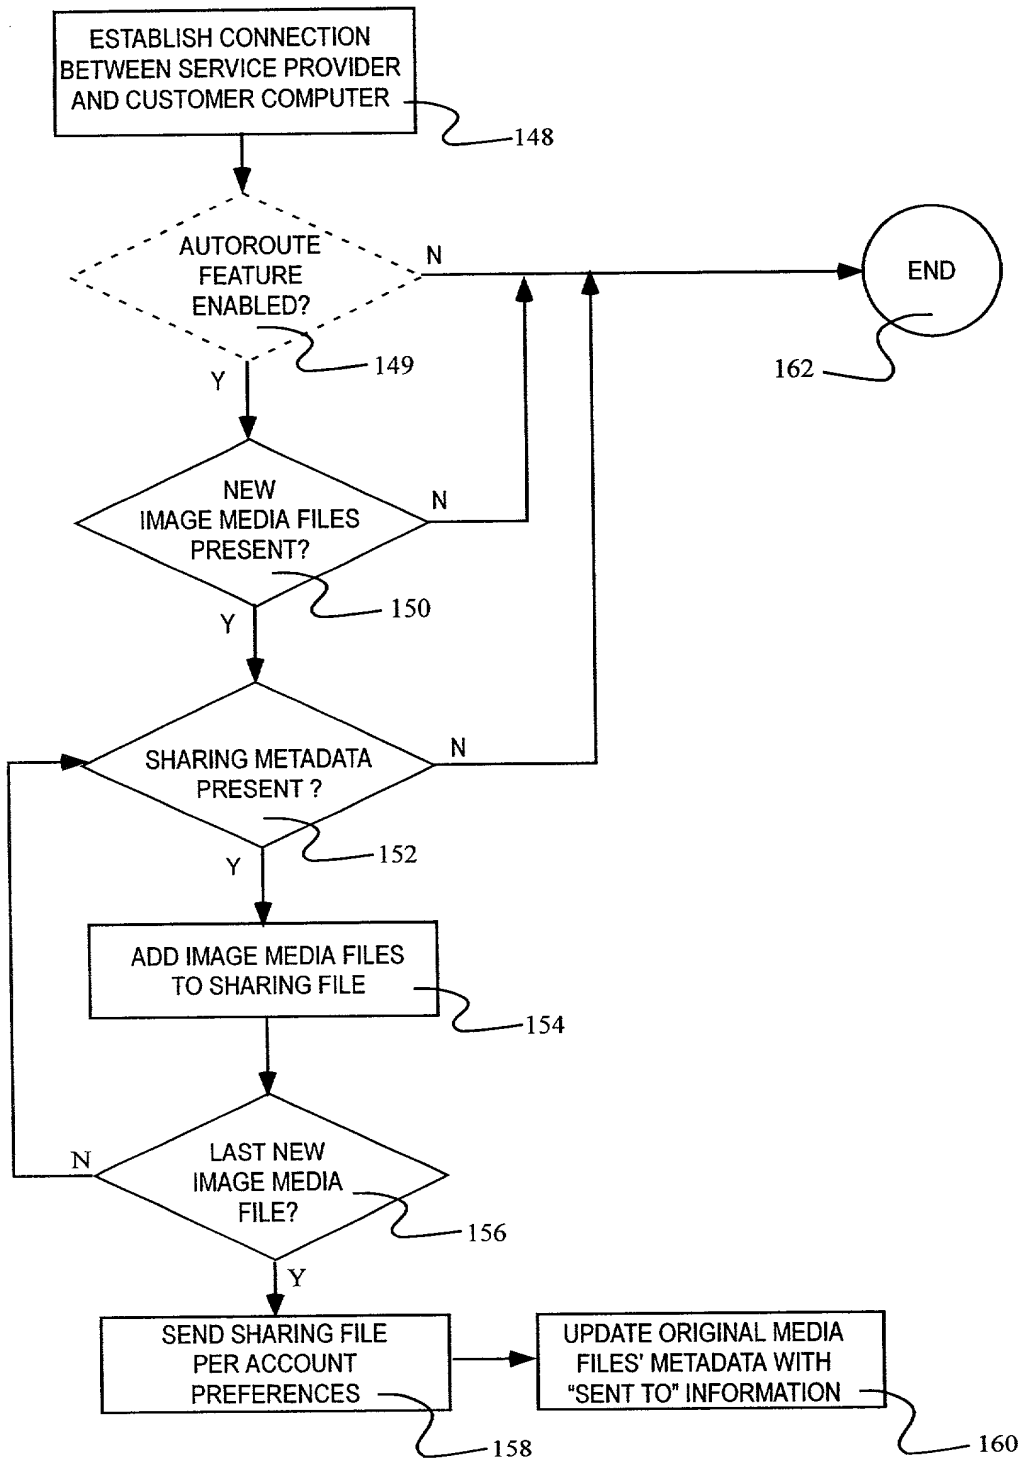 ESTABLISH CONNECTION
BETWEEN SERVICE PROVIDER
AND CUSTOMER COMPUTER
148
AUTOROUTE
FEATURE
ENABLED?
N
END
149
162
Y
NEW
IMAGE MEDIA FILES
PRESENT?
N
150
Y
SHARING METADATA
PRESENT ?
N
152
Y
ADD IMAGE MEDIA FILES
TO SHARING FILE
154
LAST NEW
IMAGE MEDIA
FILE?
N
156
Y
SEND SHARING FILE
PER ACCOUNT
PREFERENCES
158
UPDATE ORIGINAL MEDIA
FILES' METADATA WITH
“SENT TO” INFORMATION
160